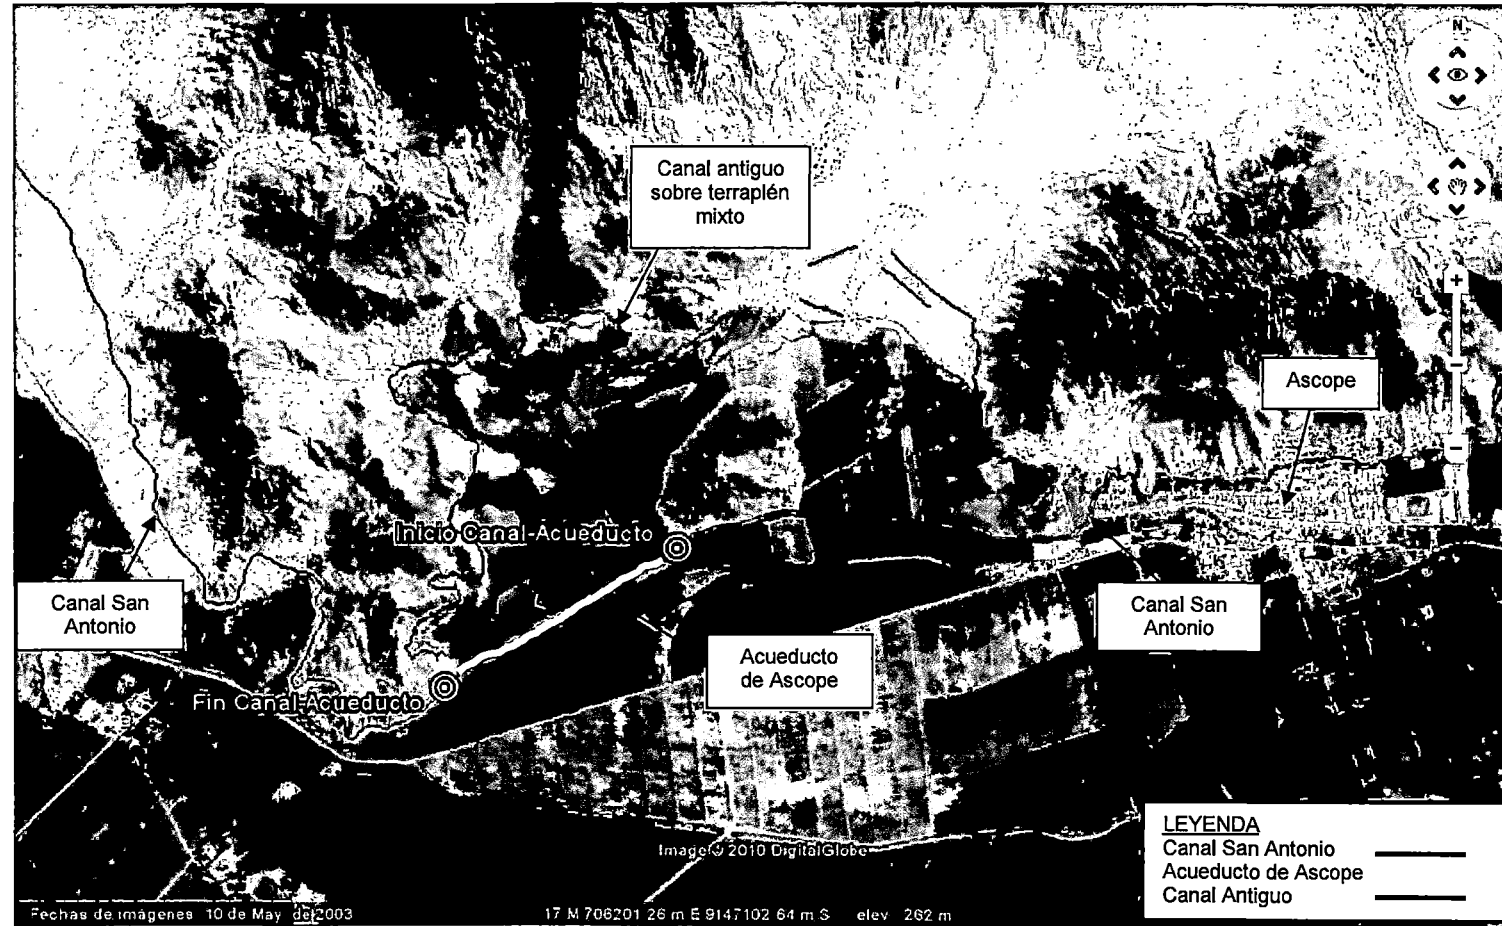 N
Canal antiguo
sobre terraplén
mixto
Ascope
Inicio Canal-Acueducto
Canal San
Antonio
Canal San
Antonio
Acueducto
de Ascope
Fin Canal-Acueducto
LEYENDA
Canal San Antonio
Acueducto de Ascope
Canal Antiguo
Image © 2010 DigitalGlobe
Fechas de imágenes 10 de May de 2003
17 M 706201 26 m E 9147102 64 m S elev 262 m